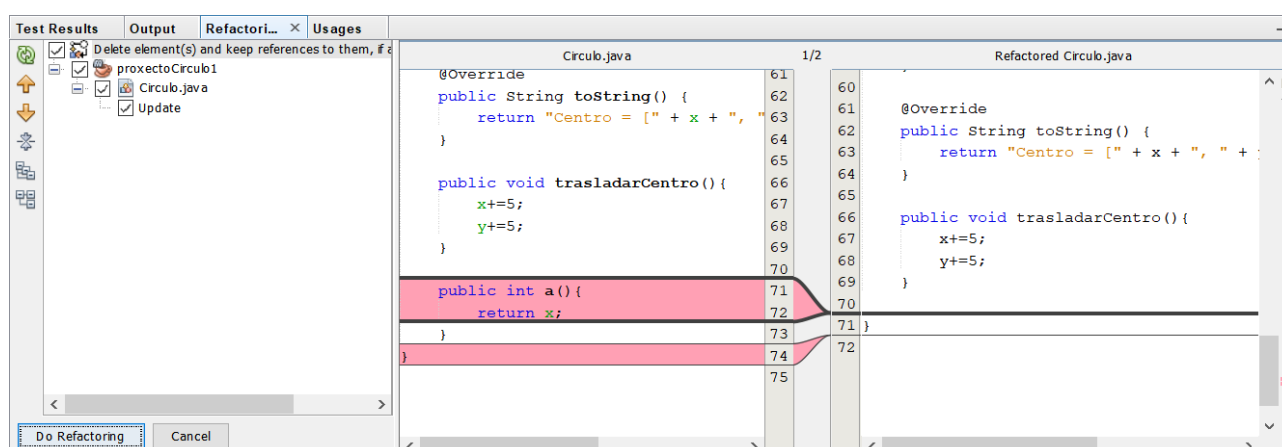 Test Results Output Refactori... × Usages
Delete element(s) and keep references to them, if a
proxectoCirculo1
Circulo.java
Update
Do Refactoring Cancel
Circulo.java 1/2 Refactored Circulo.java
@Override 61
public String toString() { 62
return "Centro = [" + x + ", " 63
} 64
65
public void trasladarCentro(){ 66
x+=5; 67
y+=5; 68
} 69
70
public int a(){ 71
return x; 72
} 73
} 74
75
60
61 @Override
62 public String toString() {
63 return "Centro = [" + x + ", " +
64 }
65
66 public void trasladarCentro(){
67 x+=5;
68 y+=5;
69 }
70
71 }
72